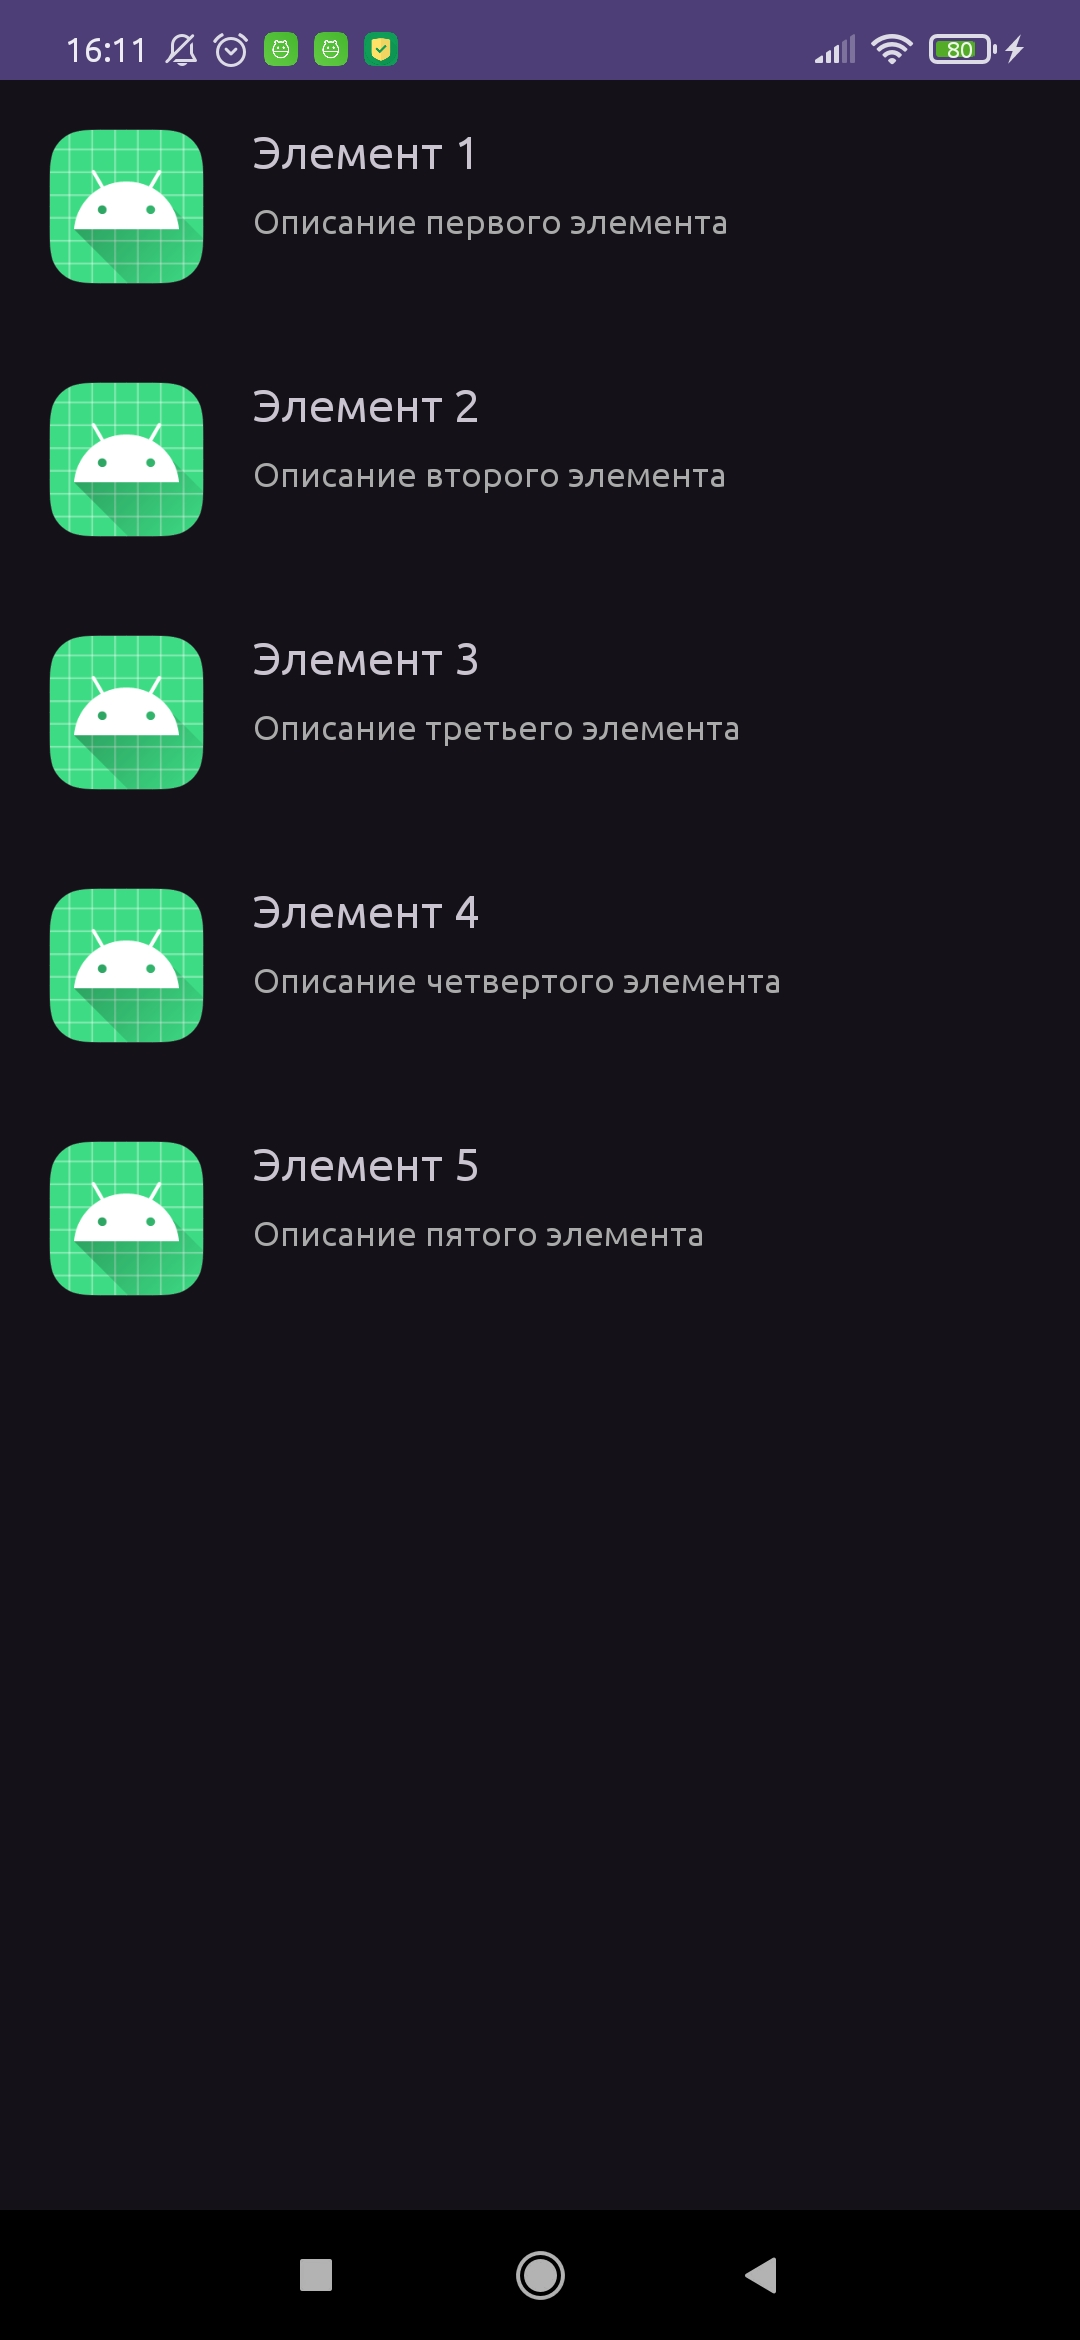 16:11
80
Элемент 1
Описание первого элемента
Элемент 2
Описание второго элемента
Элемент 3
Описание третьего элемента
Элемент 4
Описание четвертого элемента
Элемент 5
Описание пятого элемента